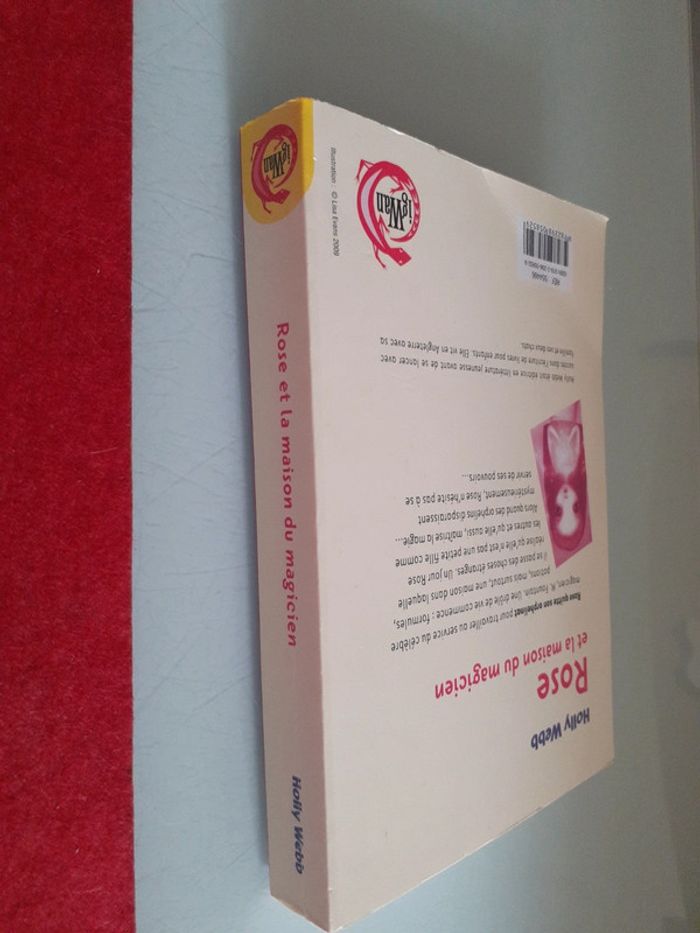 Holly Webb
Rose
et la maison du magicien
Rose quitte son orphelinat pour travailler au service du célèbre
magicien, M. Fountain. Une drôle de vie commence : formules,
potions, mais surtout, une maison dans laquelle
il se passe des choses étranges. Un jour Rose
réalise qu'elle n'est pas une petite fille comme
les autres et qu'elle aussi, maîtrise la magie...
Alors quand des orphelins disparaissent
mystérieusement, Rose n'hésite pas à se
servir de ses pouvoirs...
Holly Webb était éditrice en littérature jeunesse avant de se lancer avec
succès dans l'écriture de livres pour enfants. Elle vit en Angleterre avec sa
famille et ses deux chats.
WigWan
Illustration : © Lisa Evans 2009
WigWan
Rose et la maison du magicien
Holly Webb